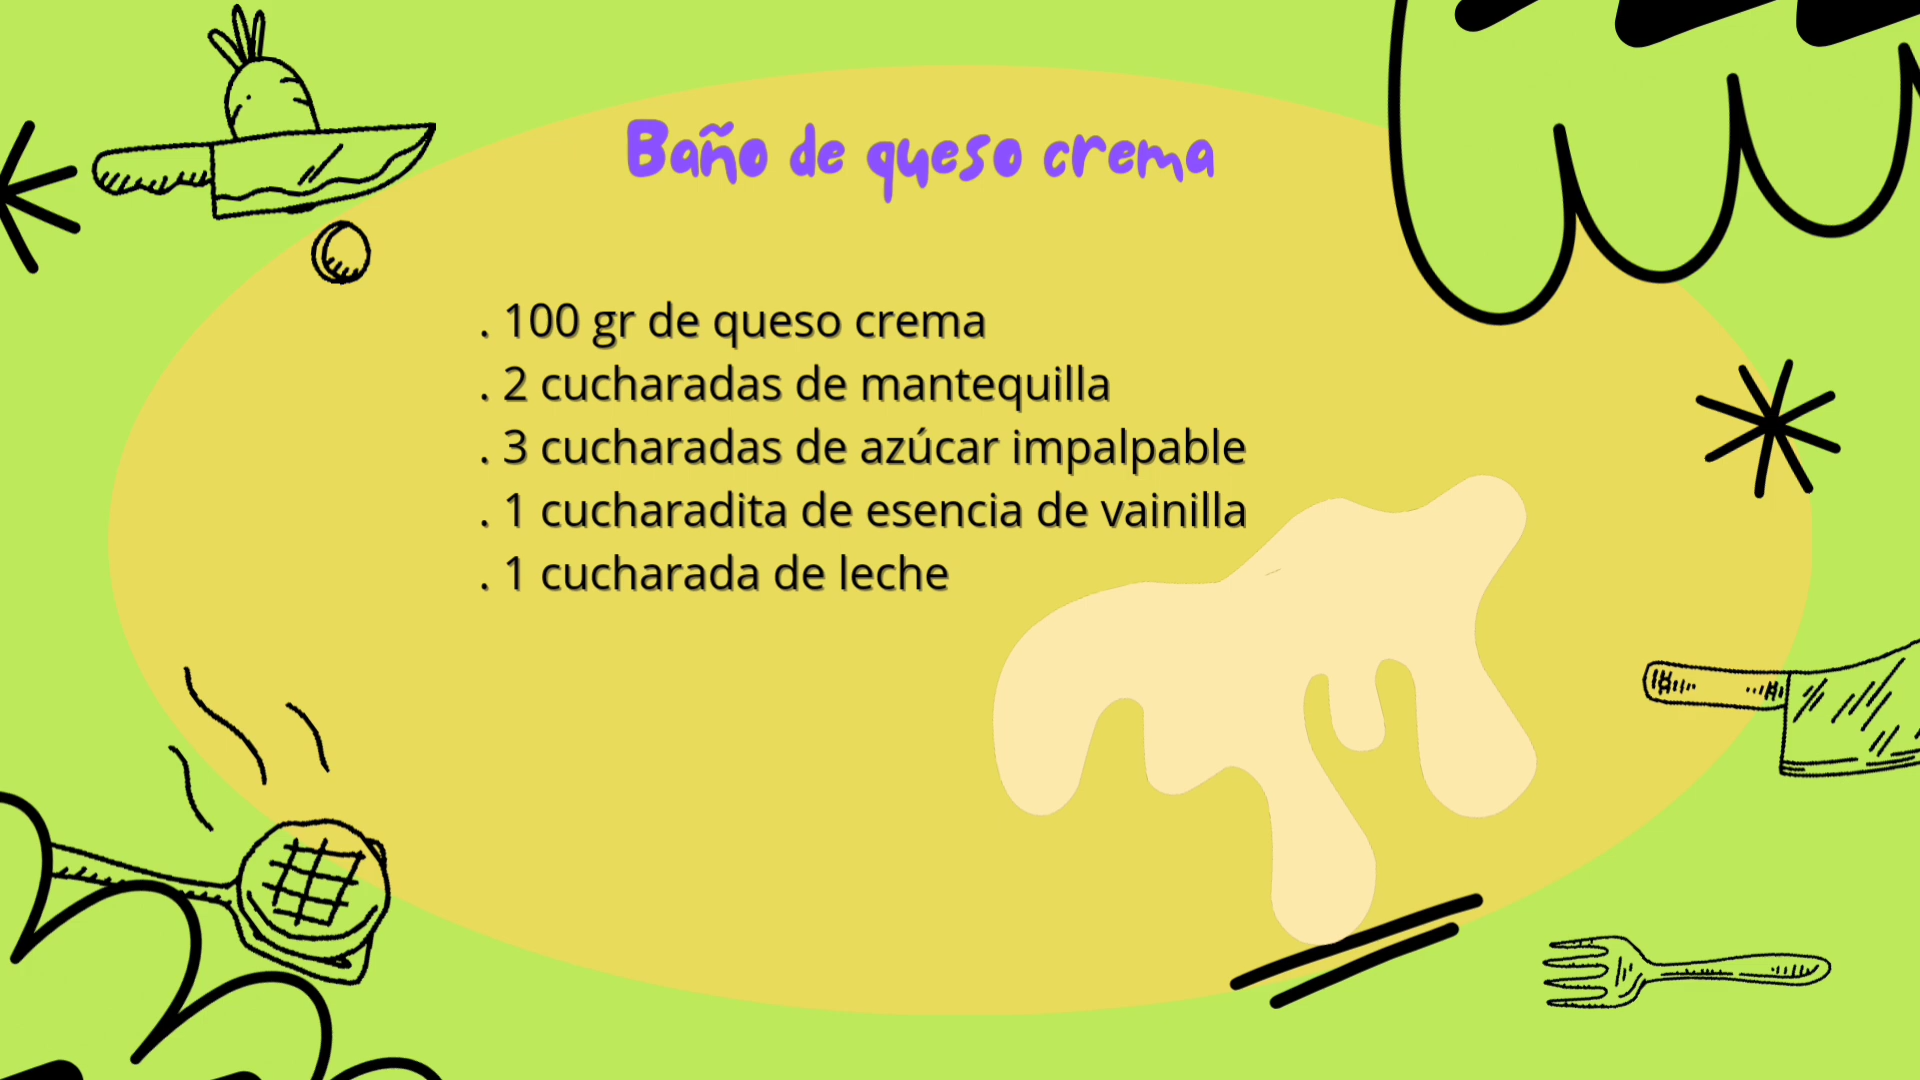 Baño de queso crema
. 100 gr de queso crema
. 2 cucharadas de mantequilla
. 3 cucharadas de azúcar impalpable
. 1 cucharadita de esencia de vainilla
. 1 cucharada de leche